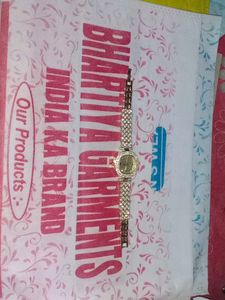 BHARTIYA GARMENTS
INDIA KA BRAND
Our Products :-